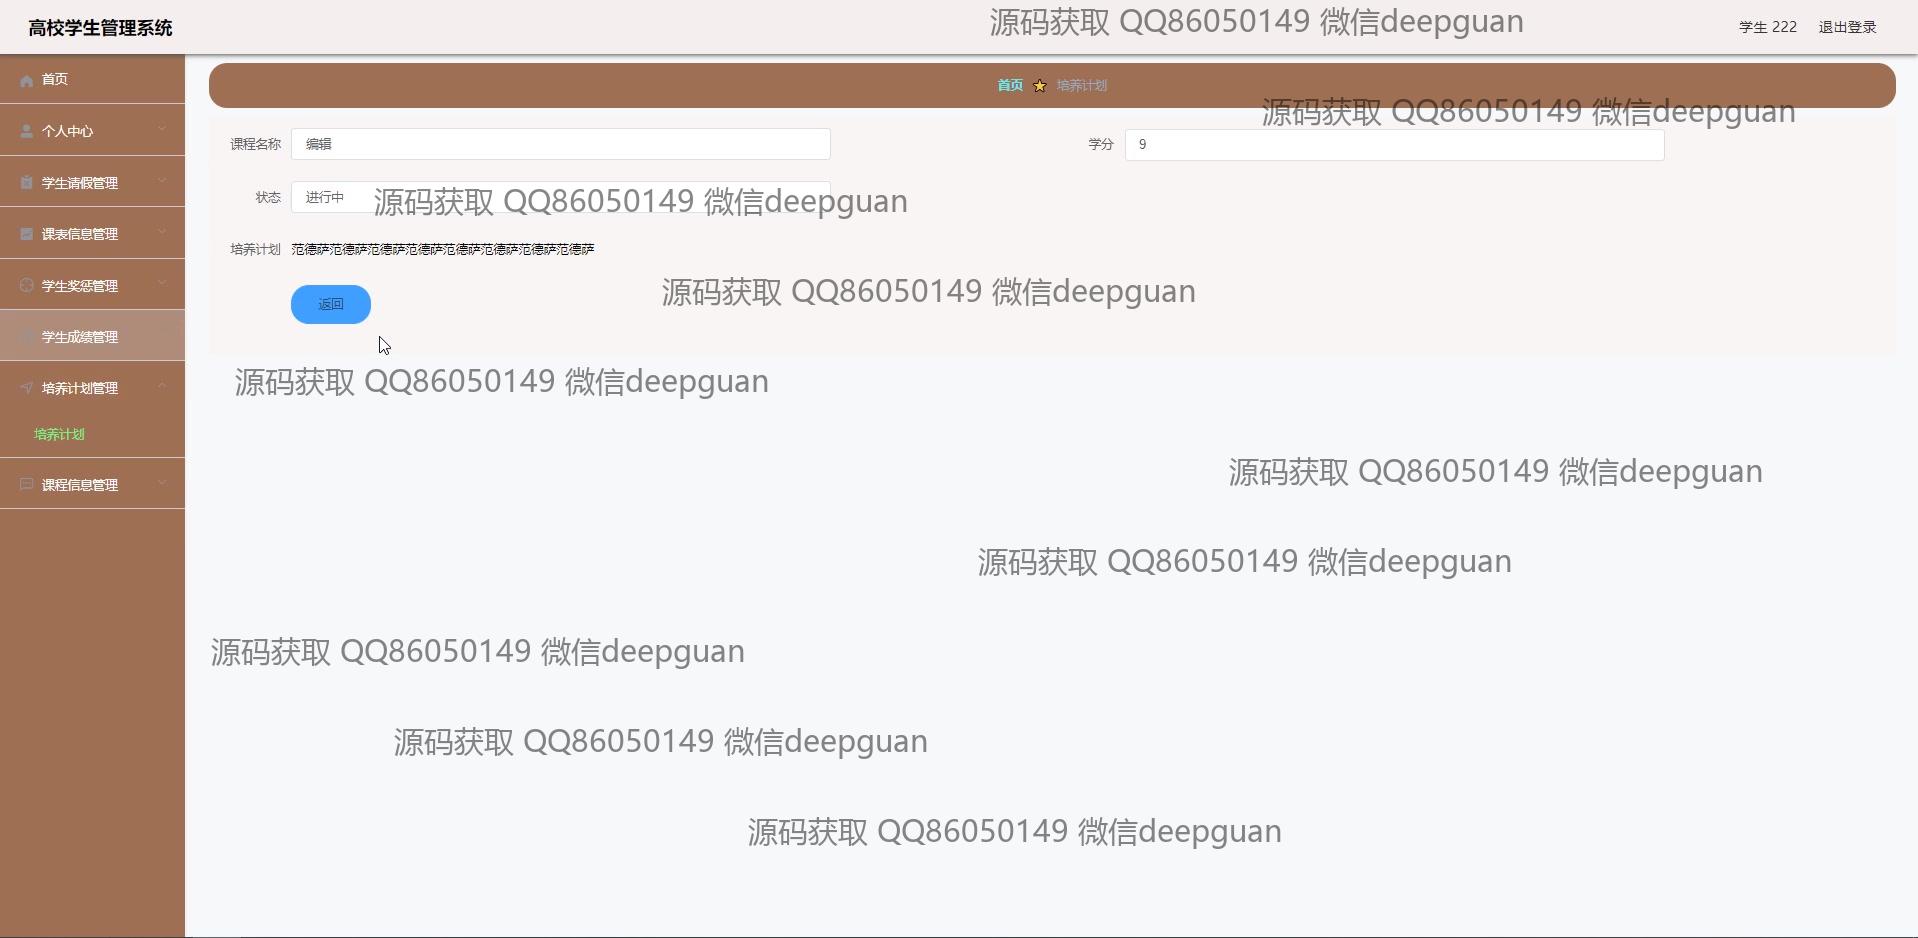 高校学生管理系统
源码获取 QQ86050149 微信deepguan
学生 222
退出登录
首页
个人中心
学生请假管理
课表信息管理
学生奖惩管理
学生成绩管理
培养计划管理
培养计划
课程信息管理
首页 培养计划
源码获取 QQ86050149 微信deepguan
课程名称 编辑
学分 9
状态 进行中
源码获取 QQ86050149 微信deepguan
培养计划 范德萨范德萨范德萨范德萨范德萨范德萨范德萨范德萨
源码获取 QQ86050149 微信deepguan
返回
源码获取 QQ86050149 微信deepguan
源码获取 QQ86050149 微信deepguan
源码获取 QQ86050149 微信deepguan
源码获取 QQ86050149 微信deepguan
源码获取 QQ86050149 微信deepguan
源码获取 QQ86050149 微信deepguan